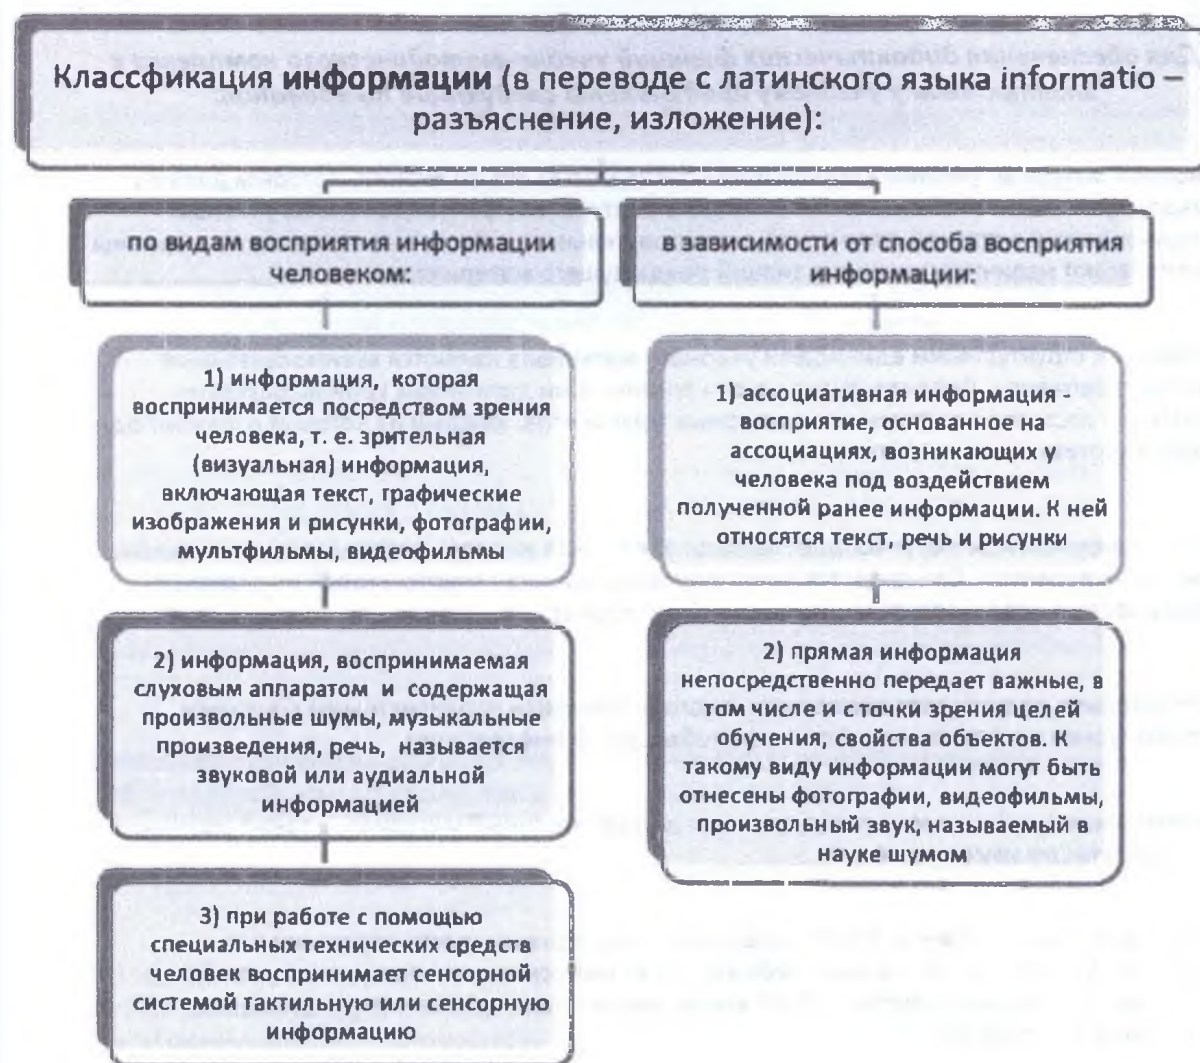 Классфикация информации (в переводе с латинского языка informatio –
разъяснение, изложение):
по видам восприятия информации
человеком:
1) информация, которая
воспринимается посредством зрения
человека, т. е. зрительная
(визуальная) информация,
включающая текст, графические
изображения и рисунки, фотографии,
мультфильмы, видеофилемы
2) информация, воспринимаемая
слуховым аппаратом и содержащая
произвольные шумы, музыкальные
произведения, речь, называется
звуковой или аудиальной
информацией
3) при работе с помощью
специальных технических средств
человек воспринимает сенсорной
системой тактильную или сенсорную
информацию
в зависимости от способа восприятия
информации:
1) ассоциативная информация -
восприятие, основанное на
ассоциациях, возникающих у
человека под воздействием
полученной ранее информации. К ней
относятся текст, речь и рисунки
2) прямая информация
непосредственно передает важные, в
том числе и с точки зрения целей
обучения, свойства объектов. К
такому виду информации могут быть
отнесены фотографии, видеофильмы,
произвольный звук, называемый в
науке шумом